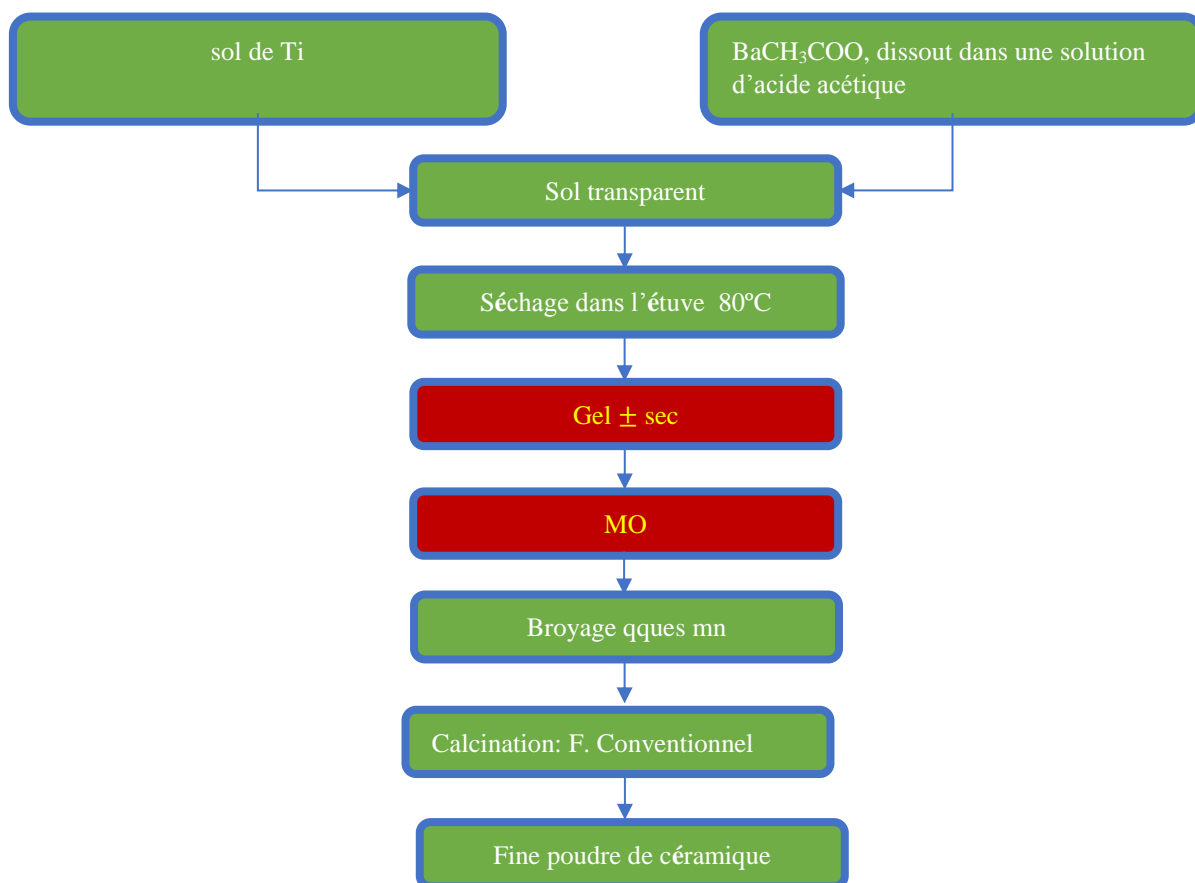 sol de Ti
BaCH₃COO, dissout dans une solution
d’acide acétique
Sol transparent
Séchage dans l’étuve 80ºC
Gel ± sec
MO
Broyage qques mn
Calcination: F. Conventionnel
Fine poudre de céramique